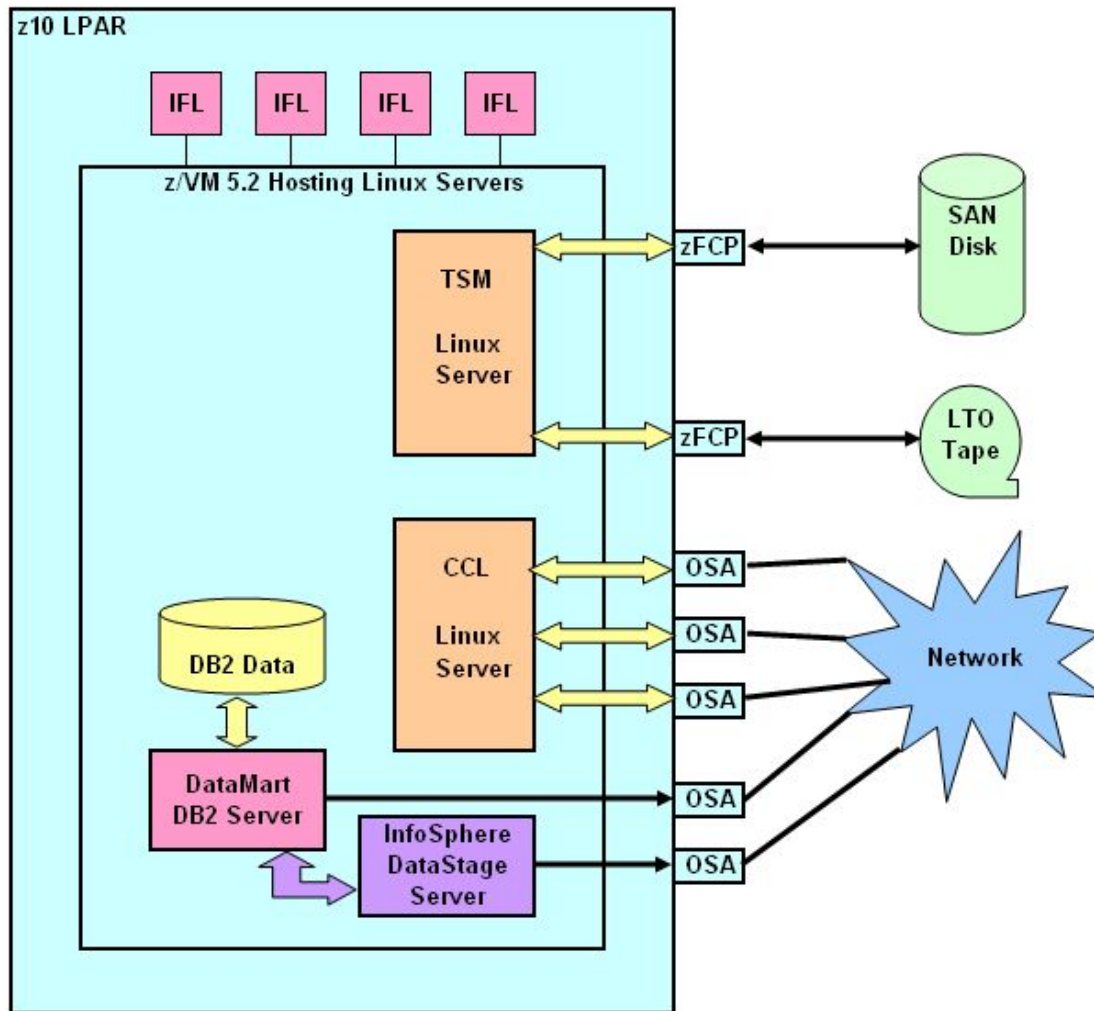 z10 LPAR
IFL
IFL
IFL
IFL
z/VM 5.2 Hosting Linux Servers
TSM
Linux
Server
zFCP
SAN
Disk
zFCP
LTO
Tape
CCL
Linux
Server
OSA
OSA
OSA
Network
DB2 Data
DataMart
DB2 Server
OSA
InfoSphere
DataStage
Server
OSA